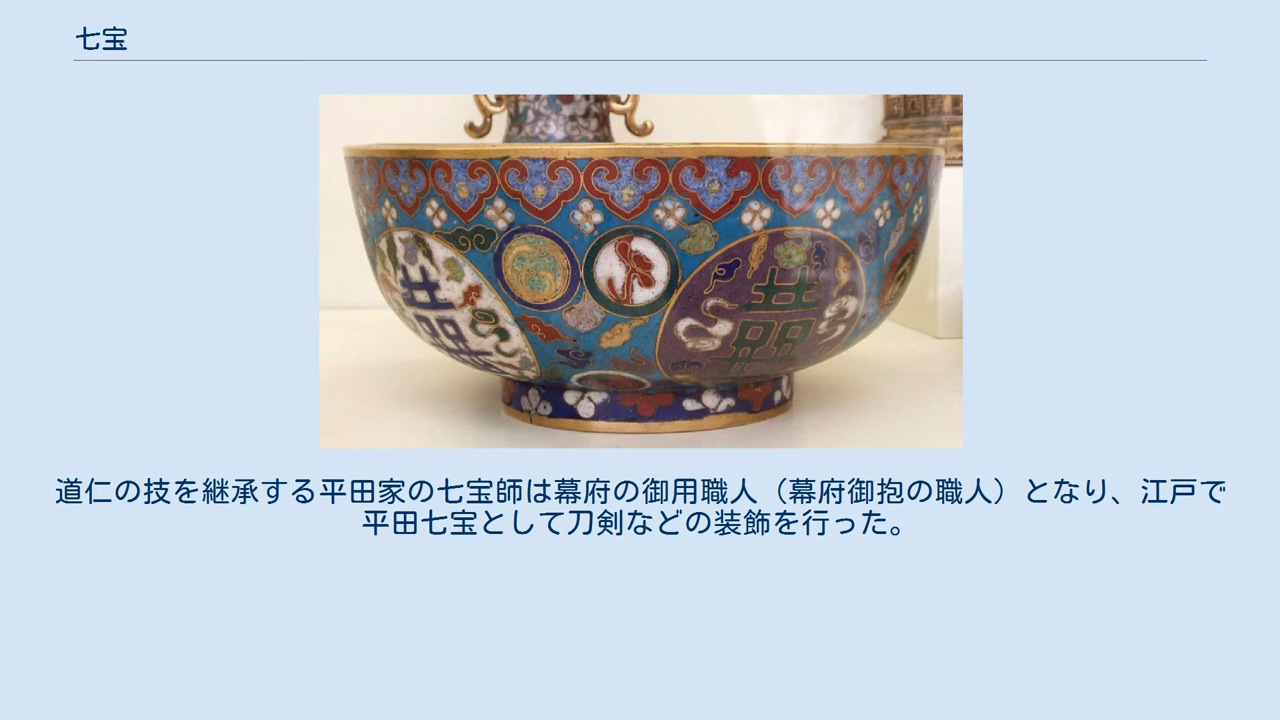 七宝
道仁の技を継承する平田家の七宝師は幕府の御用職人（幕府御抱の職人）となり、江戸で
平田七宝として刀剣などの装飾を行った。